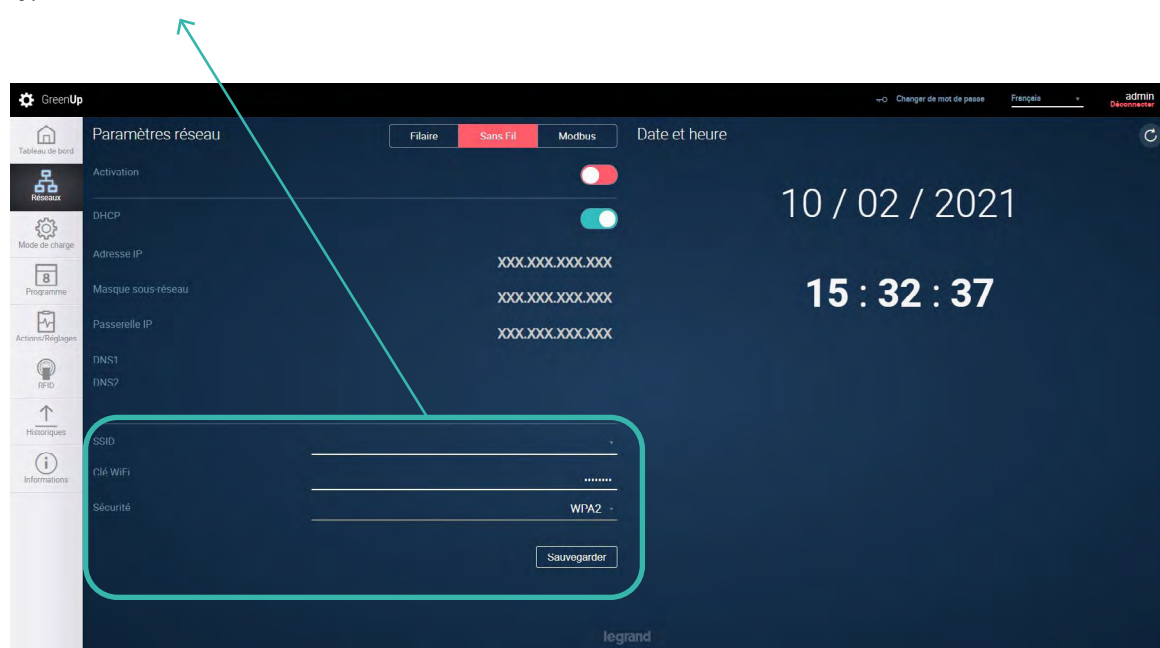 GreenUp
Changer de mot de passe
Français
admin
Déconnecter
Tableau de bord
Réseaux
Mode de charge
8
Programme
Actions/Réglages
RFID
Historiques
Informations
Paramètres réseau
Filaire
Sans Fil
Modbus
Activation
DHCP
Adresse IP
XXX.XXX.XXX.XXX
Masque sous-réseau
XXX.XXX.XXX.XXX
Passerelle IP
XXX.XXX.XXX.XXX
DNS1
DNS2
SSID
Clé WiFi
........
Sécurité
WPA2
Sauvegarder
Date et heure
10 / 02 / 2021
15 : 32 : 37
legrand